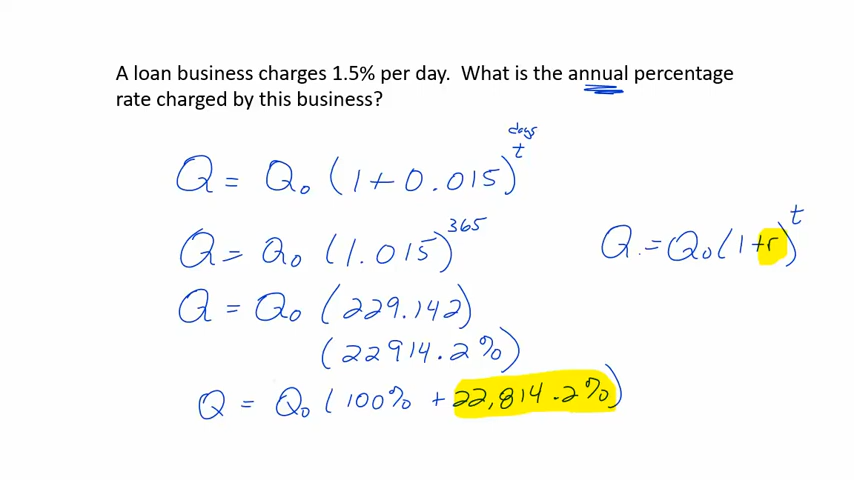 A loan business charges 1.5% per day. What is the annual percentage
rate charged by this business?
days
Q = Q₀ (1 + 0.015)ᵗ
Q = Q₀ (1.015)³⁶⁵
Q = Q₀ (1 + r)ᵗ
Q = Q₀ (229.142)
(22914.2%)
Q = Q₀ (100% + 22,814.2%)